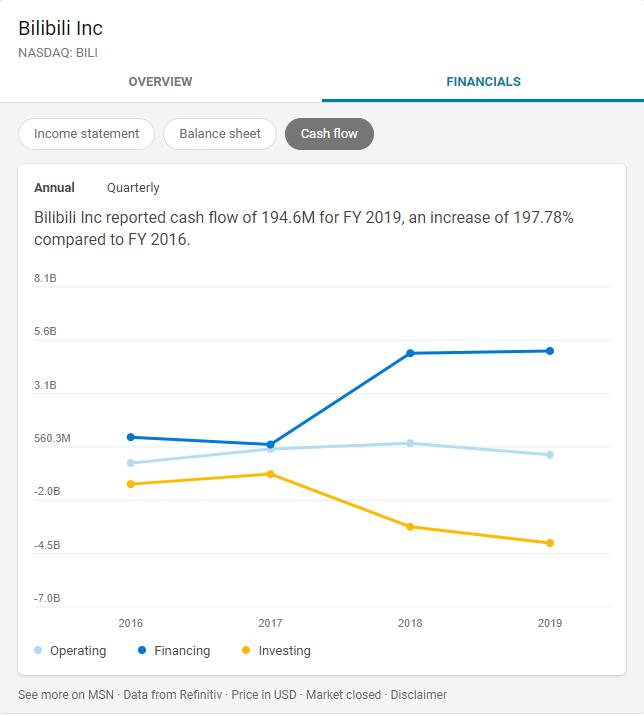 Bilibili Inc
NASDAQ: BILI
OVERVIEW
FINANCIALS
Income statement
Balance sheet
Cash flow
Annual
Quarterly
Bilibili Inc reported cash flow of 194.6M for FY 2019, an increase of 197.78%
compared to FY 2016.
8.1B
5.6B
3.1B
560.3M
-2.0B
-4.5B
-7.0B
2016
2017
2018
2019
Operating
Financing
Investing
See more on MSN · Data from Refinitiv · Price in USD · Market closed · Disclaimer